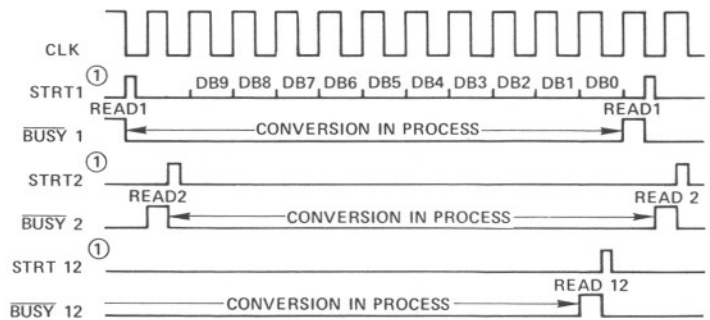 CLK
STRT1 ① DB9 DB8 DB7 DB6 DB5 DB4 DB3 DB2 DB1 DB0
READ1 READ1
BUSY 1 CONVERSION IN PROCESS
STRT2 ①
READ2 READ 2
BUSY 2 CONVERSION IN PROCESS
STRT 12 ①
READ 12
BUSY 12 CONVERSION IN PROCESS